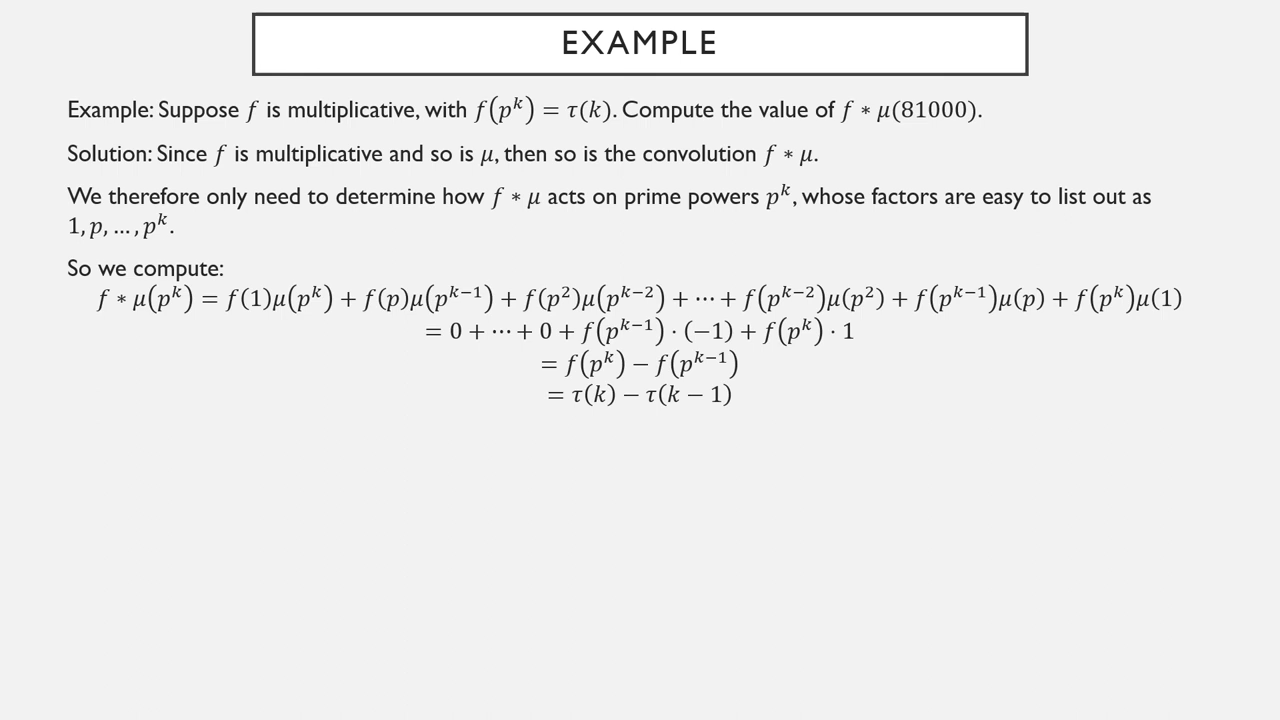 EXAMPLE
Example: Suppose 𝑓 is multiplicative, with 𝑓(𝑝^𝑘) = 𝜏(𝑘). Compute the value of 𝑓 ∗ 𝜇(81000).
Solution: Since 𝑓 is multiplicative and so is 𝜇, then so is the convolution 𝑓 ∗ 𝜇.
We therefore only need to determine how 𝑓 ∗ 𝜇 acts on prime powers 𝑝^𝑘, whose factors are easy to list out as
1, 𝑝, … , 𝑝^𝑘.
So we compute:
𝑓 ∗ 𝜇(𝑝^𝑘) = 𝑓(1)𝜇(𝑝^𝑘) + 𝑓(𝑝)𝜇(𝑝^{𝑘−1}) + 𝑓(𝑝^2)𝜇(𝑝^{𝑘−2}) + ⋯ + 𝑓(𝑝^{𝑘−2})𝜇(𝑝^2) + 𝑓(𝑝^{𝑘−1})𝜇(𝑝) + 𝑓(𝑝^𝑘)𝜇(1)
= 0 + ⋯ + 0 + 𝑓(𝑝^{𝑘−1}) ⋅ (−1) + 𝑓(𝑝^𝑘) ⋅ 1
= 𝑓(𝑝^𝑘) − 𝑓(𝑝^{𝑘−1})
= 𝜏(𝑘) − 𝜏(𝑘 − 1)